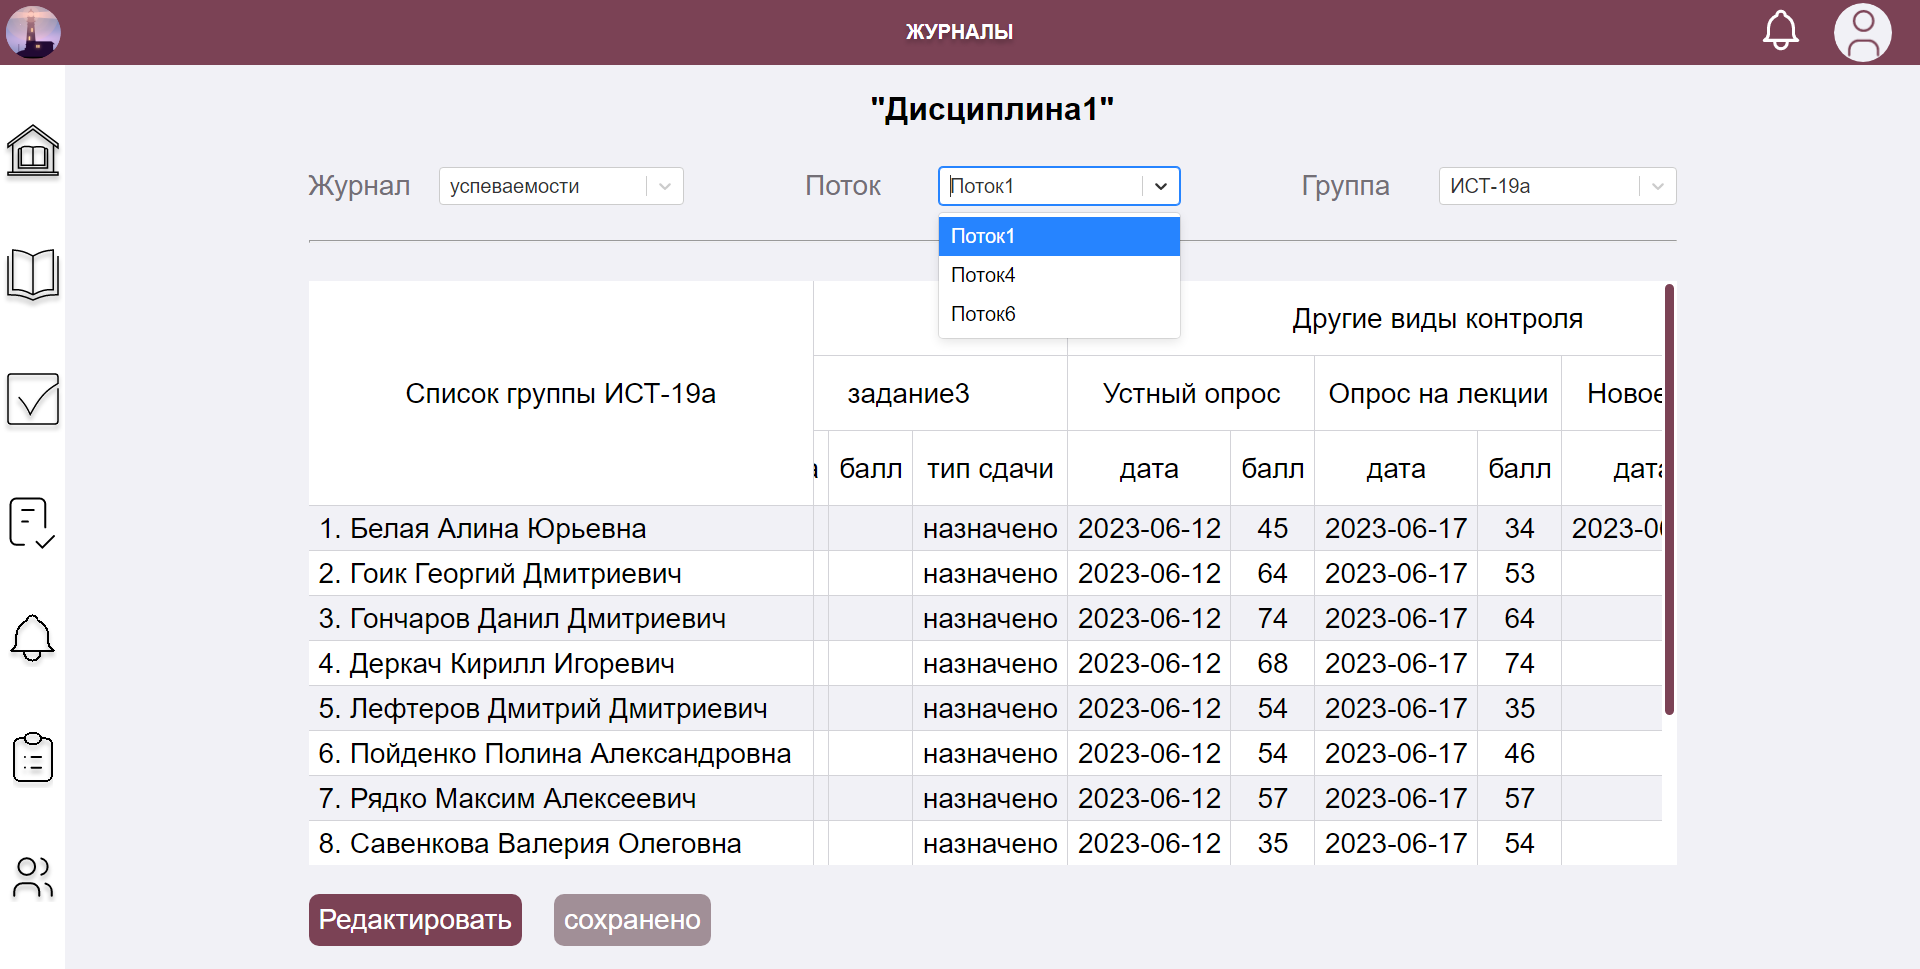 ЖУРНАЛЫ
"Дисциплина1"
Журнал успеваемости Поток Поток1 Группа ИСТ-19а
Поток1
Поток4
Поток6
Другие виды контроля
Список группы ИСТ-19а задание3 Устный опрос Опрос на лекции Новое
балл тип сдачи дата балл дата балл дата
1. Белая Алина Юрьевна назначено 2023-06-12 45 2023-06-17 34 2023-0
2. Гоик Георгий Дмитриевич назначено 2023-06-12 64 2023-06-17 53
3. Гончаров Данил Дмитриевич назначено 2023-06-12 74 2023-06-17 64
4. Деркач Кирилл Игоревич назначено 2023-06-12 68 2023-06-17 74
5. Лефтеров Дмитрий Дмитриевич назначено 2023-06-12 54 2023-06-17 35
6. Пойденко Полина Александровна назначено 2023-06-12 54 2023-06-17 46
7. Рядко Максим Алексеевич назначено 2023-06-12 57 2023-06-17 57
8. Савенкова Валерия Олеговна назначено 2023-06-12 35 2023-06-17 54
Редактировать сохранено